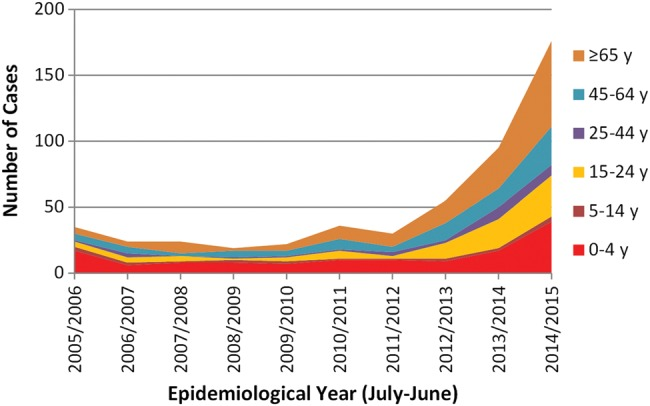 200
150
100
50
0
Number of Cases
2005/2006
2006/2007
2007/2008
2008/2009
2009/2010
2010/2011
2011/2012
2012/2013
2013/2014
2014/2015
Epidemiological Year (July-June)
≥65 y
45-64 y
25-44 y
15-24 y
5-14 y
0-4 y